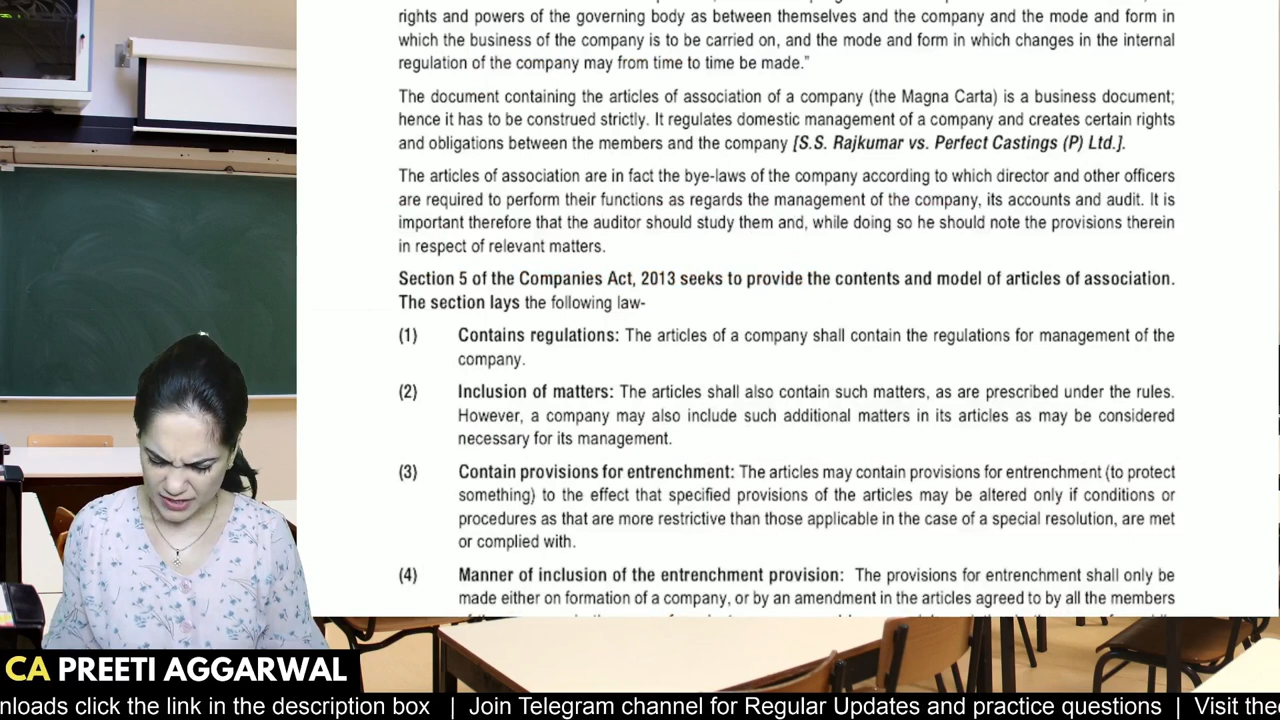 rights and powers of the governing body as between themselves and the company and the mode and form in
which the business of the company is to be carried on, and the mode and form in which changes in the internal
regulation of the company may from time to time be made."
The document containing the articles of association of a company (the Magna Carta) is a business document;
hence it has to be construed strictly. It regulates domestic management of a company and creates certain rights
and obligations between the members and the company [S.S. Rajkumar vs. Perfect Castings (P) Ltd.].
The articles of association are in fact the bye-laws of the company according to which director and other officers
are required to perform their functions as regards the management of the company, its accounts and audit. It is
important therefore that the auditor should study them and, while doing so he should note the provisions therein
in respect of relevant matters.
Section 5 of the Companies Act, 2013 seeks to provide the contents and model of articles of association.
The section lays the following law-
(1) Contains regulations: The articles of a company shall contain the regulations for management of the
company.
(2) Inclusion of matters: The articles shall also contain such matters, as are prescribed under the rules.
However, a company may also include such additional matters in its articles as may be considered
necessary for its management.
(3) Contain provisions for entrenchment: The articles may contain provisions for entrenchment (to protect
something) to the effect that specified provisions of the articles may be altered only if conditions or
procedures as that are more restrictive than those applicable in the case of a special resolution, are met
or complied with.
(4) Manner of inclusion of the entrenchment provision: The provisions for entrenchment shall only be
made either on formation of a company, or by an amendment in the articles agreed to by all the members
CA PREETI AGGARWAL
nloads click the link in the description box | Join Telegram channel for Regular Updates and practice questions | Visit the